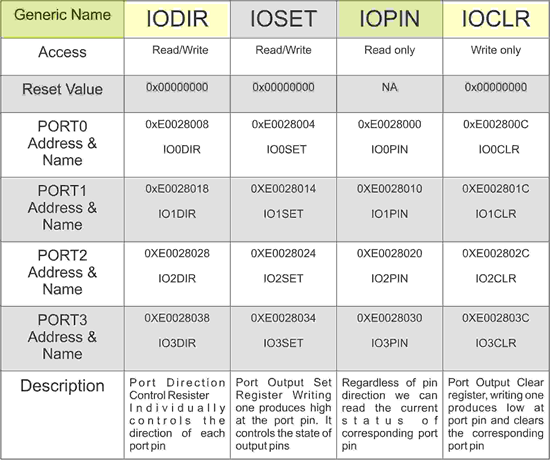 Generic Name IODIR IOSET IOPIN IOCLR
Access Read/Write Read/Write Read only Write only
Reset Value 0x00000000 0x00000000 NA 0x00000000
PORT0 0xE0028008 0xE0028004 0xE0028000 0xE002800C
Address &
Name IO0DIR IO0SET IO0PIN IO0CLR
PORT1 0xE0028018 0XE0028014 0XE0028010 0xE002801C
Address &
Name IO1DIR IO1SET IO1PIN IO1CLR
PORT2 0XE0028028 0XE0028024 0XE0028020 0XE002802C
Address &
Name IO2DIR IO2SET IO2PIN IO2CLR
PORT3 0XE0028038 0XE0028034 0XE0028030 0XE002803C
Address &
Name IO3DIR IO3SET IO3PIN IO3CLR
Description
Port Direction
Control Resister
Individually
controls the
direction of each
port pin
Port Output Set
Register Writing
one produces high
at the port pin. It
controls the state of
output pins
Regardless of pin
direction we can
read the current
status of
corresponding port
pin
Port Output Clear
register, writing one
produces low at
port pin and clears
the corresponding
port pin